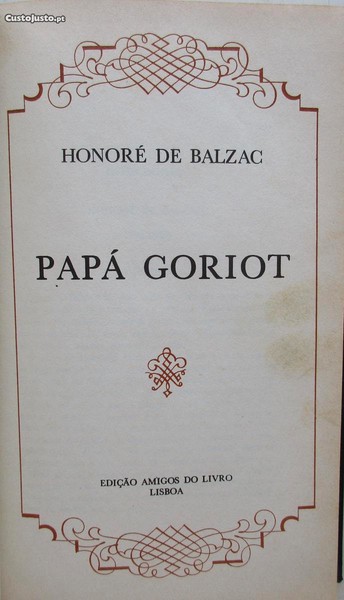 CustoJusto.pt
HONORÉ DE BALZAC
PAPÁ GORIOT
EDIÇÃO AMIGOS DO LIVRO
LISBOA